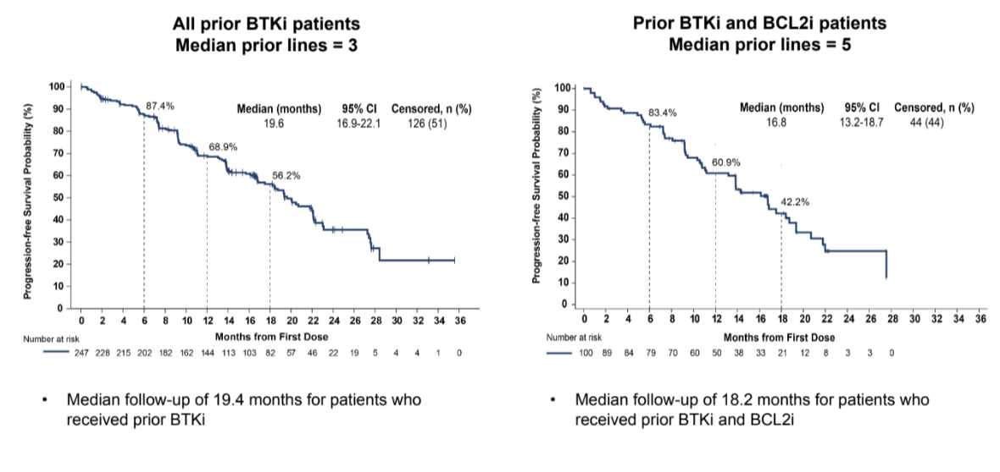 All prior BTKi patients
Median prior lines = 3
Progression-free Survival Probability (%)
100
90
80
70
60
50
40
30
20
10
0
87.4%
68.9%
56.2%
Median (months) 95% CI Censored, n (%)
19.6 16.9-22.1 126 (51)
0 2 4 6 8 10 12 14 16 18 20 22 24 26 28 30 32 34 36
Number at risk
Months from First Dose
247 228 215 202 182 162 144 113 103 82 57 46 22 19 5 4 4 1 0
• Median follow-up of 19.4 months for patients who
received prior BTKi
Prior BTKi and BCL2i patients
Median prior lines = 5
Progression-free Survival Probability (%)
100
90
80
70
60
50
40
30
20
10
0
83.4%
60.9%
42.2%
Median (months) 95% CI Censored, n (%)
16.8 13.2-18.7 44 (44)
0 2 4 6 8 10 12 14 16 18 20 22 24 26 28 30 32 34 36
Number at risk
Months from First Dose
100 89 84 79 70 60 50 38 33 21 12 8 3 3 0
• Median follow-up of 18.2 months for patients who
received prior BTKi and BCL2i